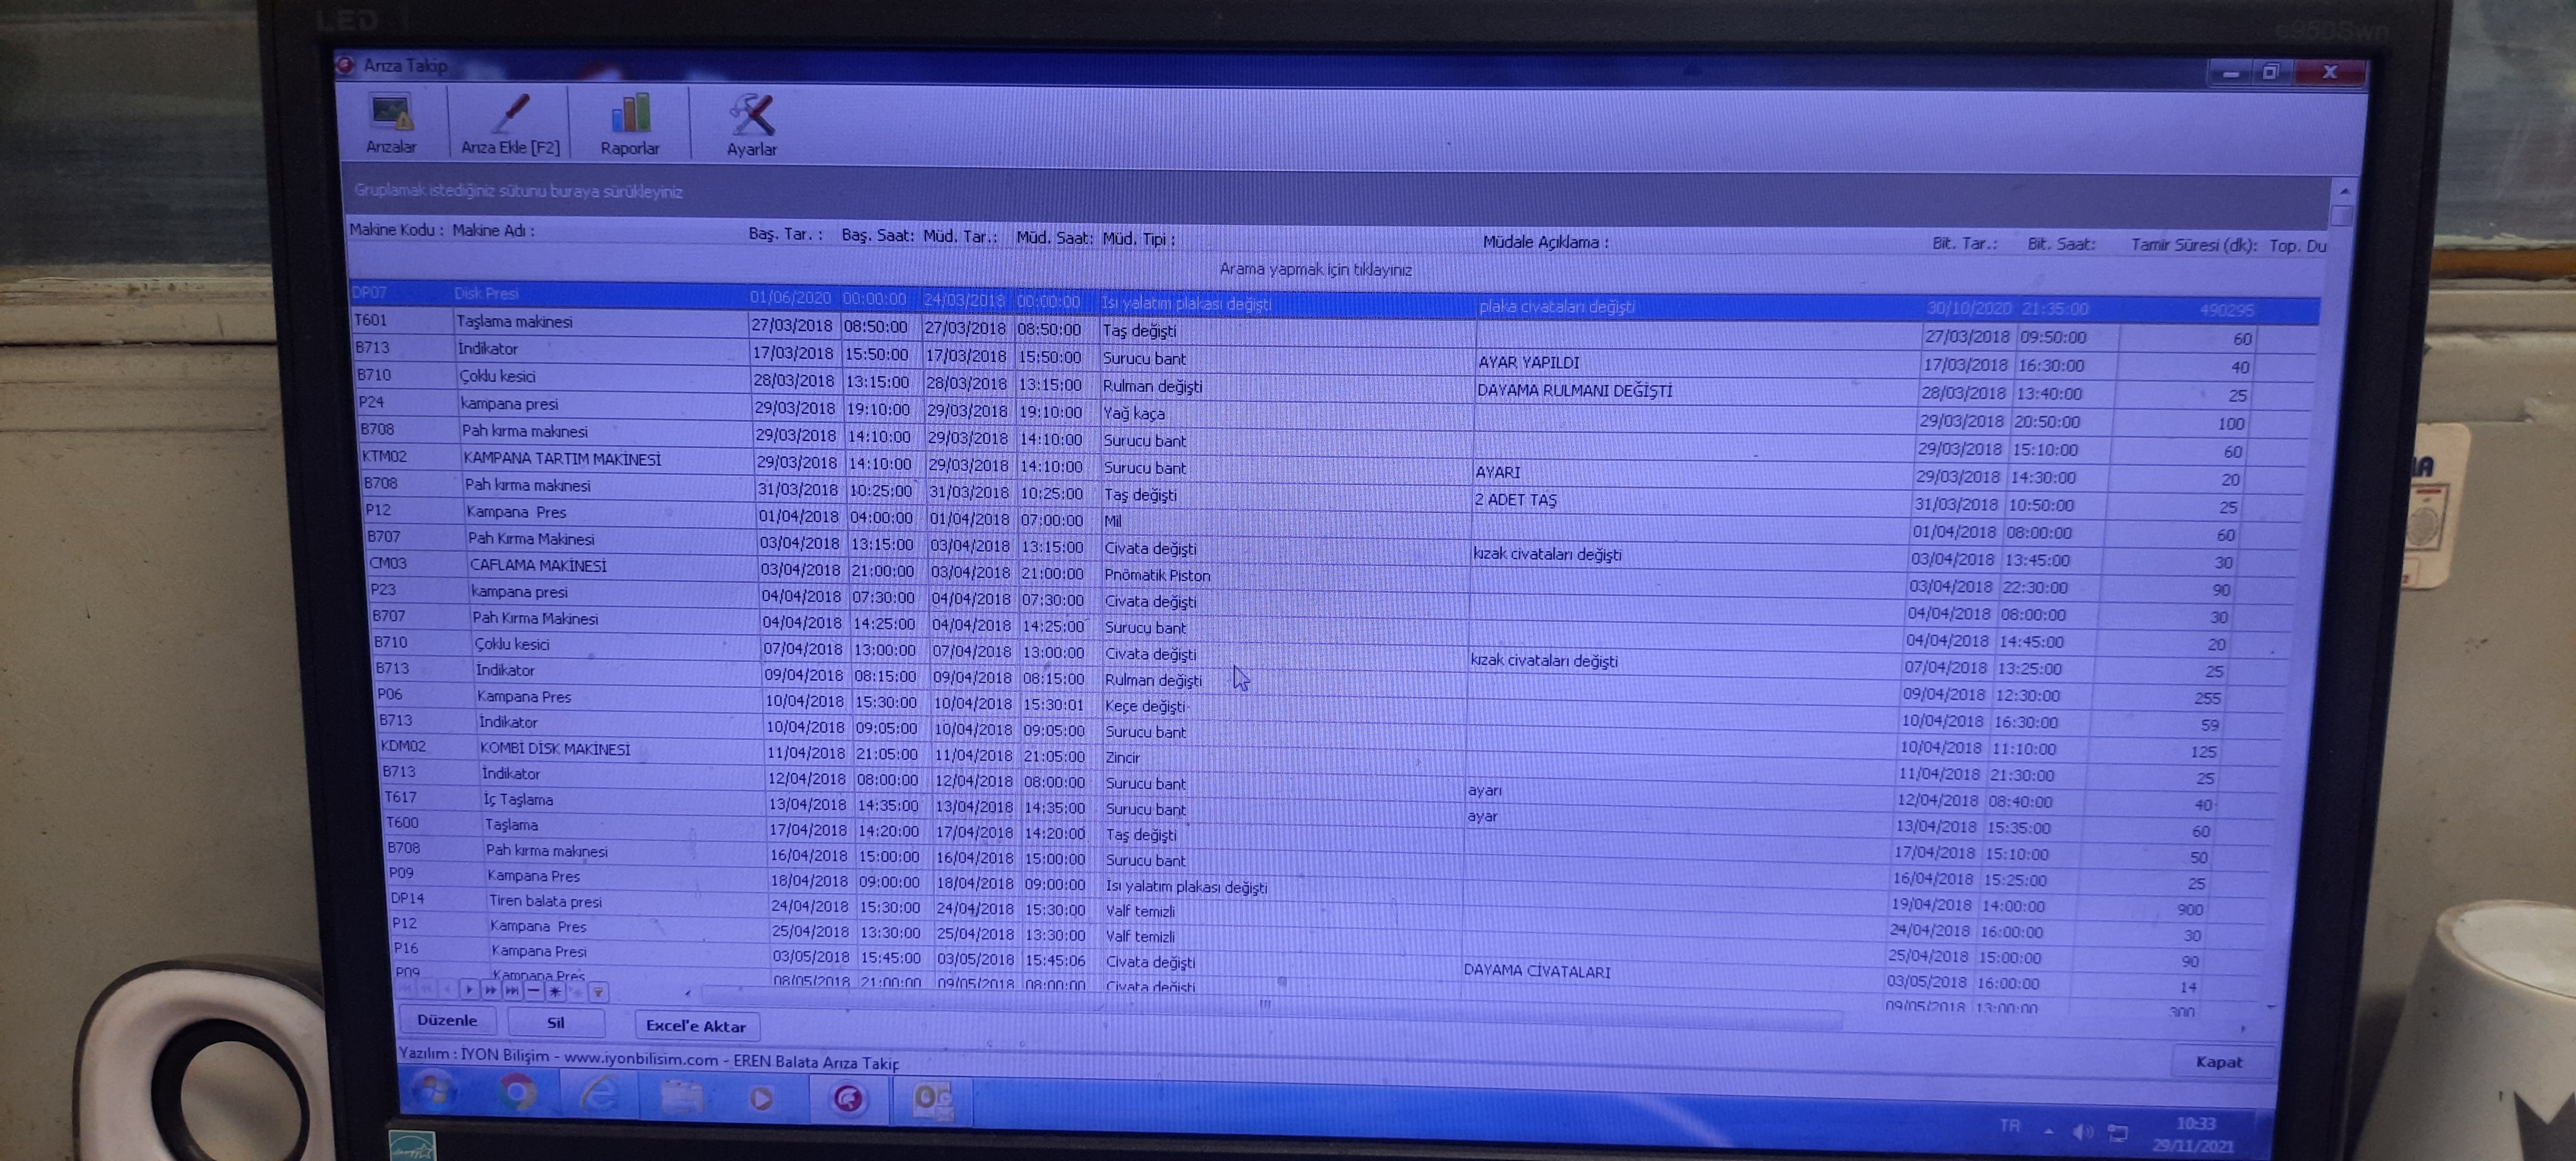 LED
Arıza Takip
Arızalar Arıza Ekle [F2] Raporlar Ayarlar
Gruplamak istediğiniz sütunu buraya sürükleyiniz
Makine Kodu : Makine Adı : Baş. Tar. : Baş. Saat: Müd. Tar.: Müd. Saat: Müd. Tipi : Müdale Açıklama : Bit. Tar.: Bit. Saat: Tamir Süresi (dk): Top. Du
Arama yapmak için tıklayınız
DP07 Disk Presi 01/06/2020 00:00:00 24/03/2018 00:00:00 Isı yalatım plakası değişti plaka civataları değişti 30/10/2020 21:35:00 490295
T601 Taşlama makinesi 27/03/2018 08:50:00 27/03/2018 08:50:00 Taş değişti 27/03/2018 09:50:00 60
B713 İndikator 17/03/2018 15:50:00 17/03/2018 15:50:00 Surucu bant AYAR YAPILDI 17/03/2018 16:30:00 40
B710 Çoklu kesici 28/03/2018 13:15:00 28/03/2018 13:15:00 Rulman değişti DAYAMA RULMANI DEĞİŞTİ 28/03/2018 13:40:00 25
P24 kampana presi 29/03/2018 19:10:00 29/03/2018 19:10:00 Yağ kaça 29/03/2018 20:50:00 100
B708 Pah kırma makinesi 29/03/2018 14:10:00 29/03/2018 14:10:00 Surucu bant 29/03/2018 15:10:00 60
KTM02 KAMPANA TARTIM MAKİNESİ 29/03/2018 14:10:00 29/03/2018 14:10:00 Surucu bant AYARI 29/03/2018 14:30:00 20
B708 Pah kırma makinesi 31/03/2018 10:25:00 31/03/2018 10:25:00 Taş değişti 2 ADET TAŞ 31/03/2018 10:50:00 25
P12 Kampana Pres 01/04/2018 04:00:00 01/04/2018 07:00:00 Mil 01/04/2018 08:00:00 60
B707 Pah Kırma Makinesi 03/04/2018 13:15:00 03/04/2018 13:15:00 Civata değişti kızak civataları değişti 03/04/2018 13:45:00 30
CM03 CAFLAMA MAKİNESİ 03/04/2018 21:00:00 03/04/2018 21:00:00 Pnömatik Piston 03/04/2018 22:30:00 90
P23 kampana presi 04/04/2018 07:30:00 04/04/2018 07:30:00 Civata değişti 04/04/2018 08:00:00 30
B707 Pah Kırma Makinesi 04/04/2018 14:25:00 04/04/2018 14:25:00 Surucu bant 04/04/2018 14:45:00 20
B710 Çoklu kesici 07/04/2018 13:00:00 07/04/2018 13:00:00 Civata değişti kızak civataları değişti 07/04/2018 13:25:00 25
B713 İndikator 09/04/2018 08:15:00 09/04/2018 08:15:00 Rulman değişti 09/04/2018 12:30:00 255
P06 Kampana Pres 10/04/2018 15:30:00 10/04/2018 15:30:01 Keçe değişti 10/04/2018 16:30:00 59
B713 İndikator 10/04/2018 09:05:00 10/04/2018 09:05:00 Surucu bant 10/04/2018 11:10:00 125
KDM02 KOMBİ DİSK MAKİNESİ 11/04/2018 21:05:00 11/04/2018 21:05:00 Zincir 11/04/2018 21:30:00 25
B713 İndikator 12/04/2018 08:00:00 12/04/2018 08:00:00 Surucu bant ayarı 12/04/2018 08:40:00 40
T617 İç Taşlama 13/04/2018 14:35:00 13/04/2018 14:35:00 Surucu bant ayar 13/04/2018 15:35:00 60
T600 Taşlama 17/04/2018 14:20:00 17/04/2018 14:20:00 Taş değişti 17/04/2018 15:10:00 50
B708 Pah kırma makinesi 16/04/2018 15:00:00 16/04/2018 15:00:00 Surucu bant 16/04/2018 15:25:00 25
P09 Kampana Pres 18/04/2018 09:00:00 18/04/2018 09:00:00 Isı yalatım plakası değişti 19/04/2018 14:00:00 900
DP14 Tiren balata presi 24/04/2018 15:30:00 24/04/2018 15:30:00 Valf temizli 24/04/2018 16:00:00 30
P12 Kampana Pres 25/04/2018 13:30:00 25/04/2018 13:30:00 Valf temizli 25/04/2018 15:00:00 90
P16 Kampana Presi 03/05/2018 15:45:00 03/05/2018 15:45:06 Civata değişti DAYAMA CİVATALARI 03/05/2018 16:00:00 14
P09 Kampana Pres 08/05/2018 21:00:00 09/05/2018 08:00:00 Civata değişti 09/05/2018 13:00:00 300
Düzenle Sil Excel'e Aktar
Yazılım : İYON Bilişim - www.iyonbilisim.com - EREN Balata Arıza Takip
Kapat
TR 10:33
29/11/2021